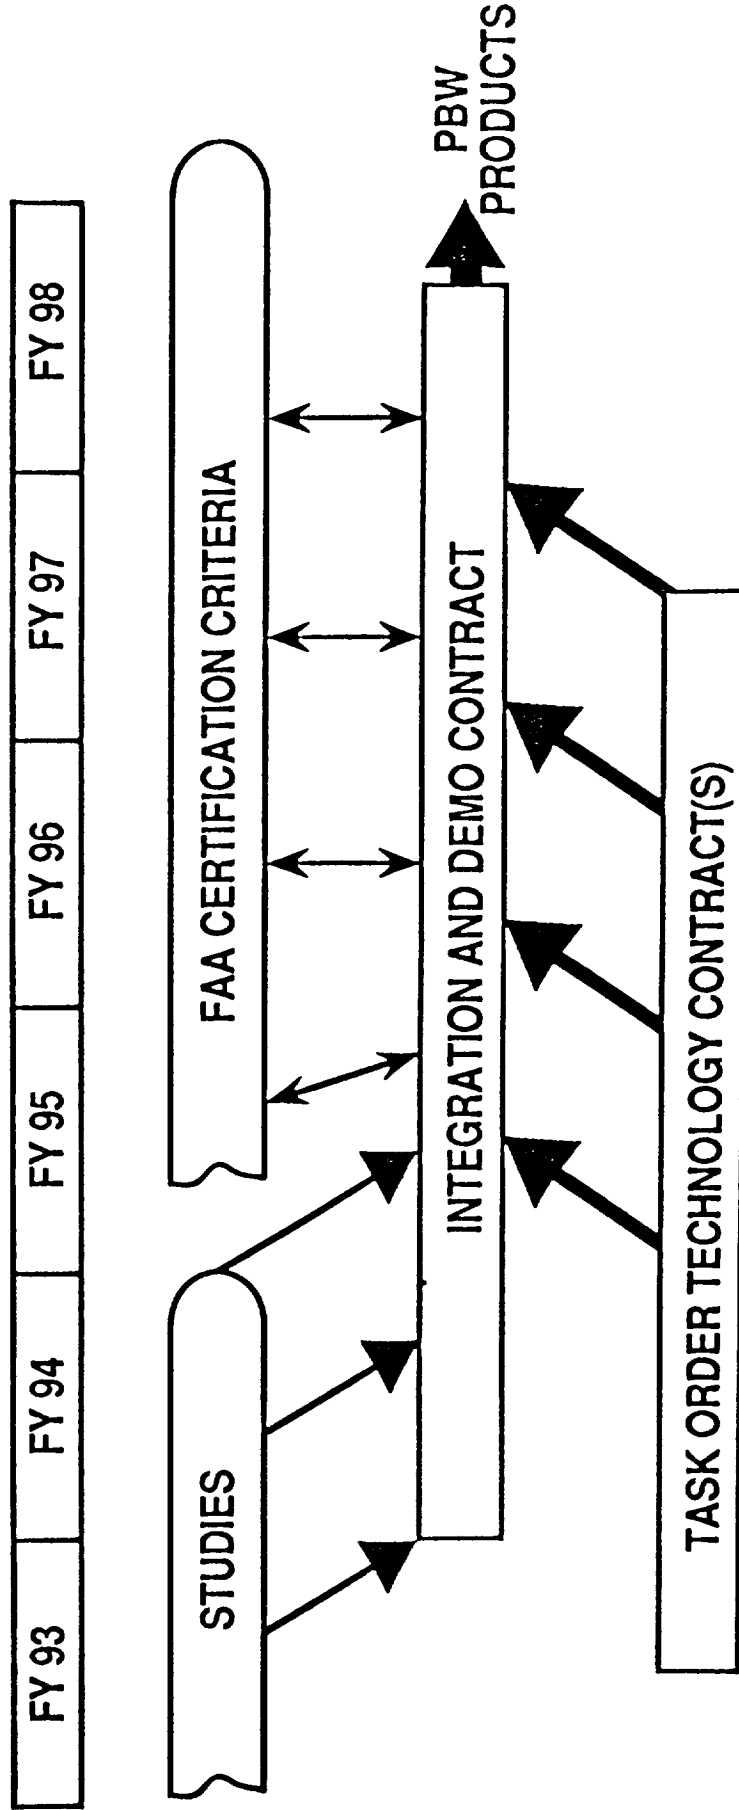 FY 93
FY 94
FY 95
FY 96
FY 97
FY 98
STUDIES
FAA CERTIFICATION CRITERIA
INTEGRATION AND DEMO CONTRACT
PBW
PRODUCTS
TASK ORDER TECHNOLOGY CONTRACT(S)